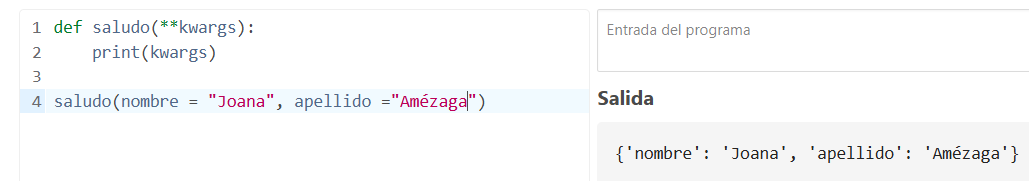 1 def saludo(**kwargs):
2     print(kwargs)
3
4 saludo(nombre = "Joana", apellido ="Amézaga")
Entrada del programa
Salida
{'nombre': 'Joana', 'apellido': 'Amézaga'}